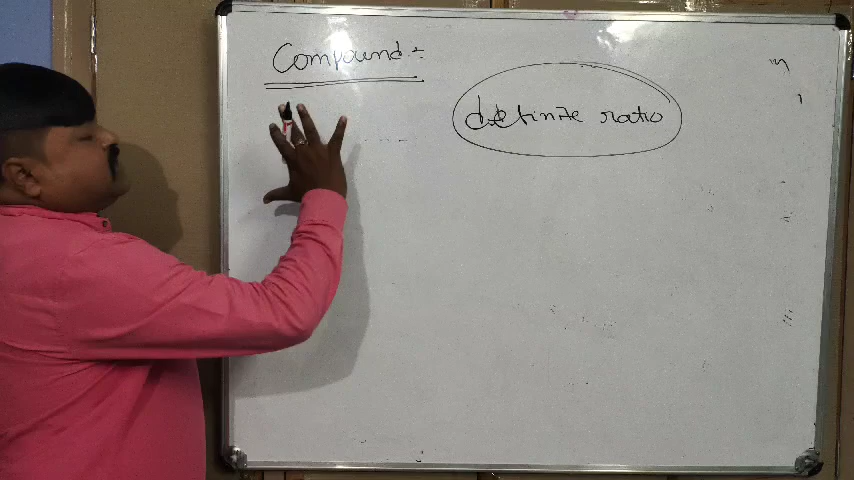 Compound :-
definite ratio